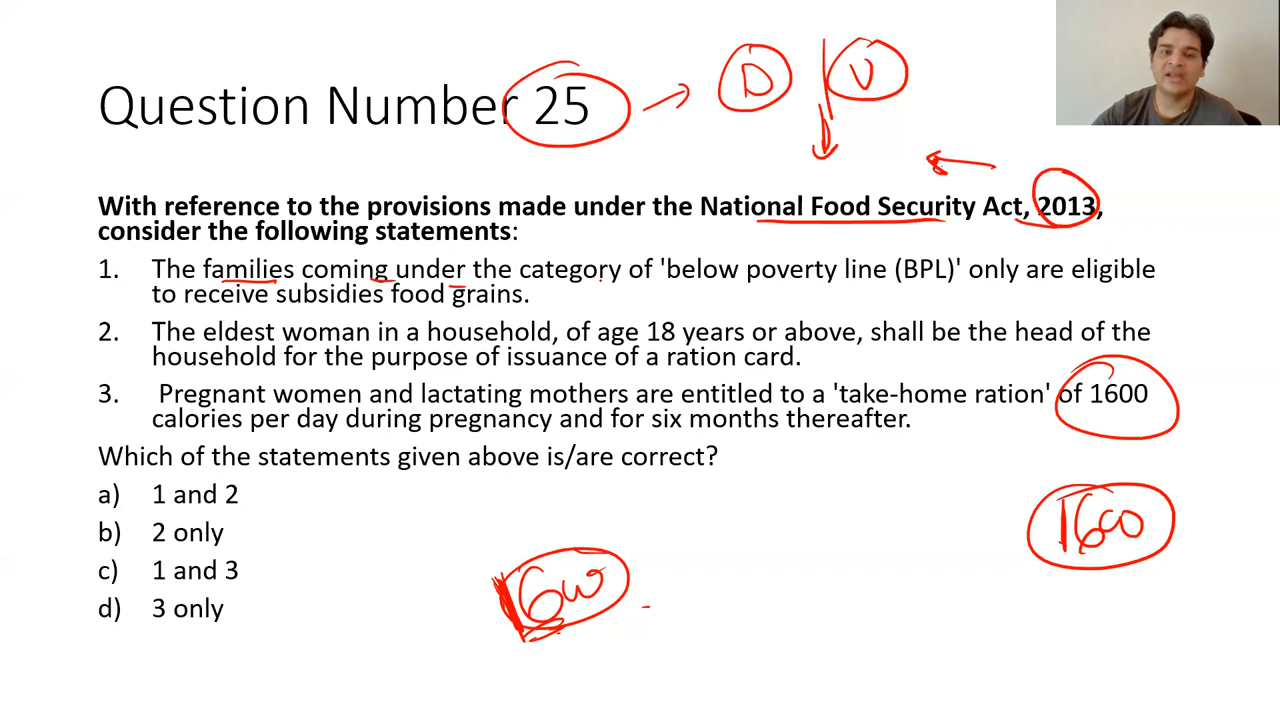 Question Number 25
D
V
With reference to the provisions made under the National Food Security Act, 2013,
consider the following statements:
1. The families coming under the category of 'below poverty line (BPL)' only are eligible
to receive subsidies food grains.
2. The eldest woman in a household, of age 18 years or above, shall be the head of the
household for the purpose of issuance of a ration card.
3. Pregnant women and lactating mothers are entitled to a 'take-home ration' of 1600
calories per day during pregnancy and for six months thereafter.
Which of the statements given above is/are correct?
a) 1 and 2
b) 2 only
c) 1 and 3
d) 3 only
1600